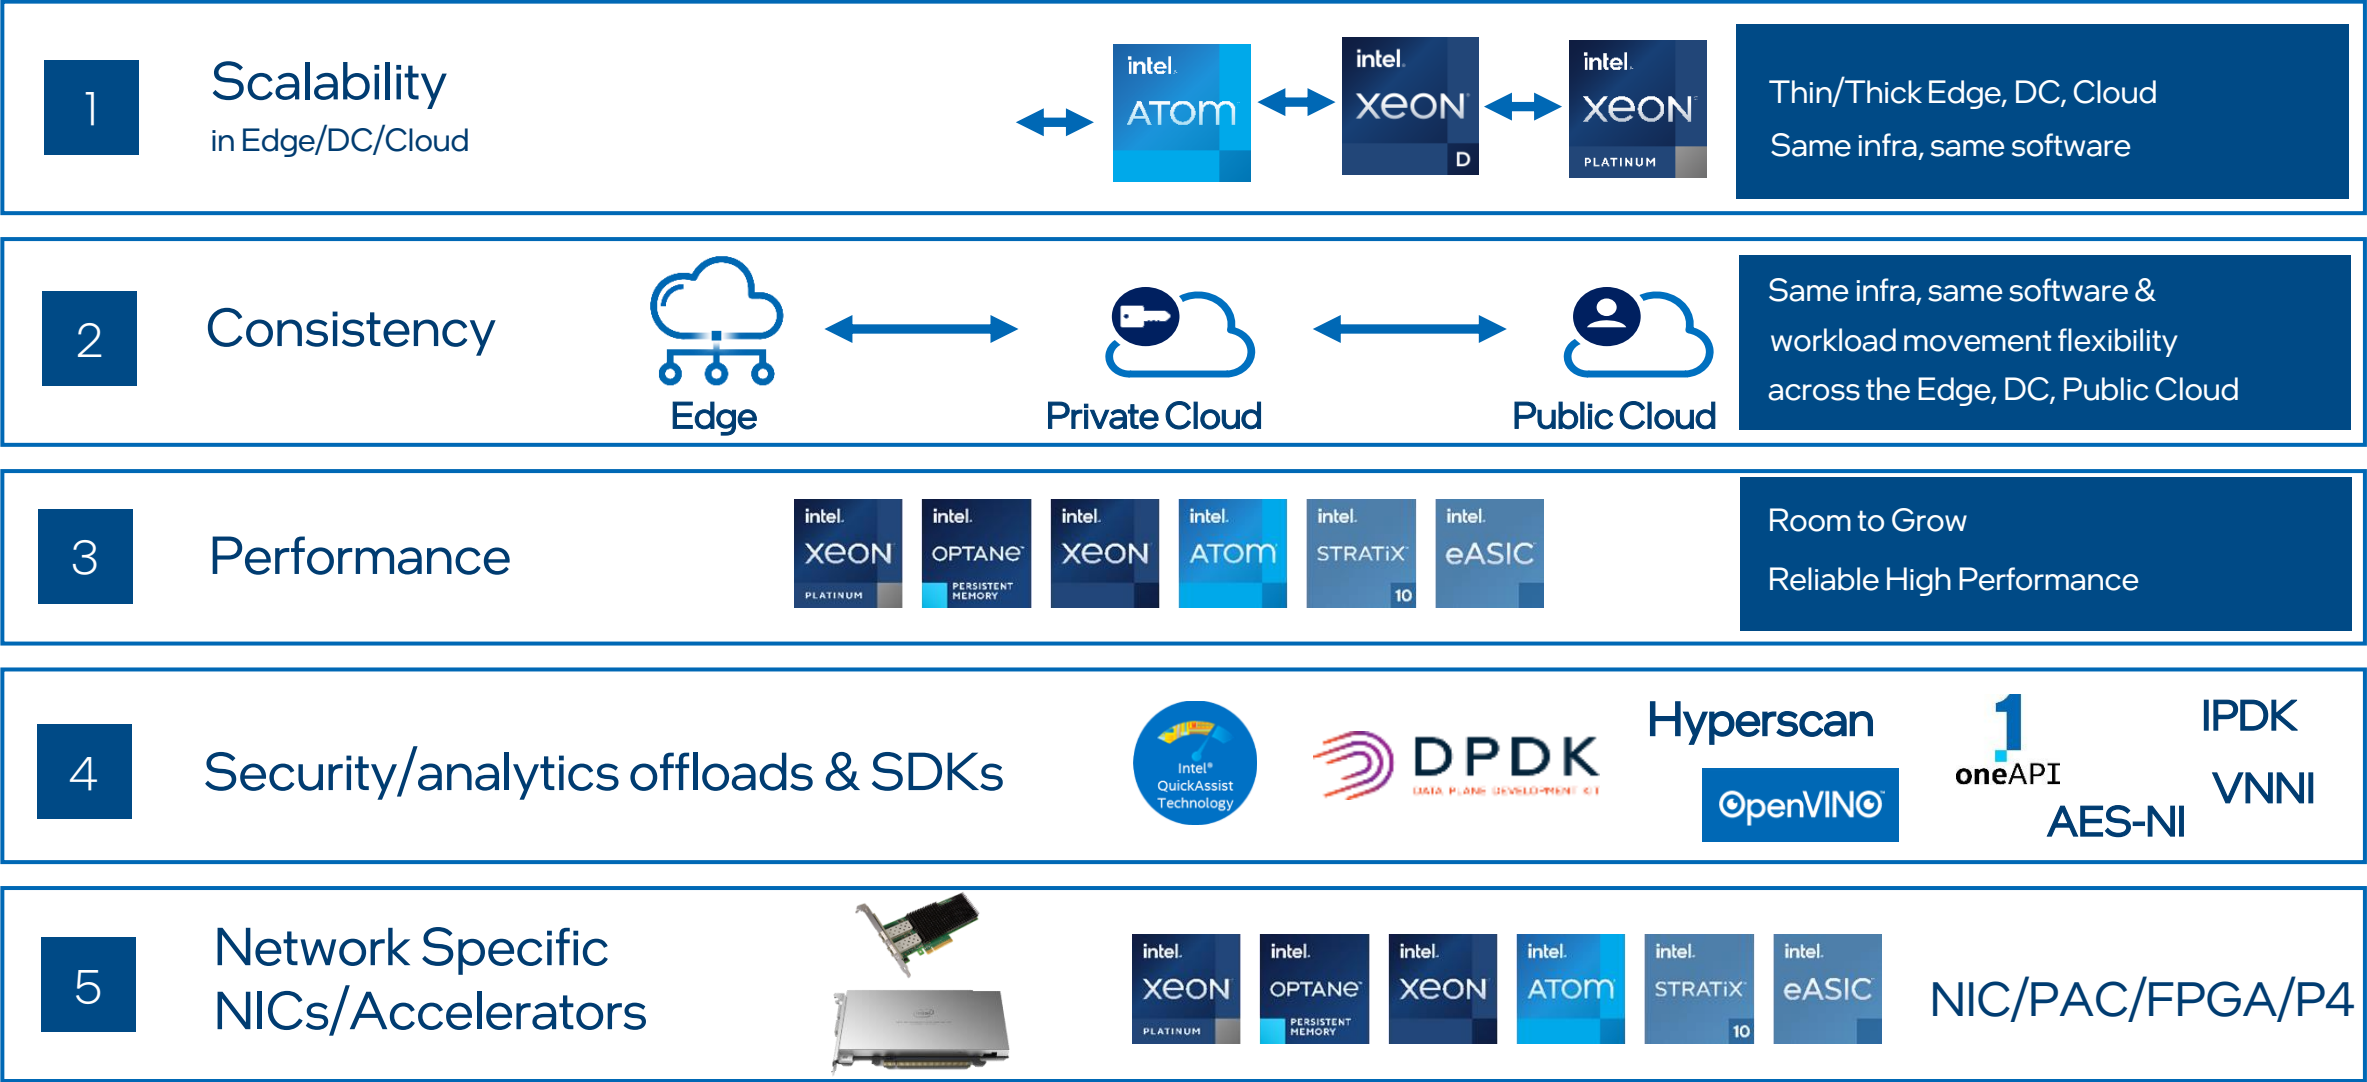 1
Scalability
in Edge/DC/Cloud
intel.
ATOM
intel.
XEON
D
intel.
XEON
PLATINUM
Thin/Thick Edge, DC, Cloud
Same infra, same software
2
Consistency
Edge
Private Cloud
Public Cloud
Same infra, same software &
workload movement flexibility
across the Edge, DC, Public Cloud
3
Performance
intel.
XEON
PLATINUM
intel.
OPTANE
PERSISTENT
MEMORY
intel.
XEON
intel.
ATOM
intel.
STRATIX
10
intel.
eASIC
Room to Grow
Reliable High Performance
4
Security/analytics offloads & SDKs
Intel®
QuickAssist
Technology
DPDK
DATA PLANE DEVELOPMENT KIT
Hyperscan
OpenVINO
1
oneAPI
AES-NI
IPDK
VNNI
5
Network Specific
NICs/Accelerators
intel.
XEON
PLATINUM
intel.
OPTANE
PERSISTENT
MEMORY
intel.
XEON
intel.
ATOM
intel.
STRATIX
10
intel.
eASIC
NIC/PAC/FPGA/P4